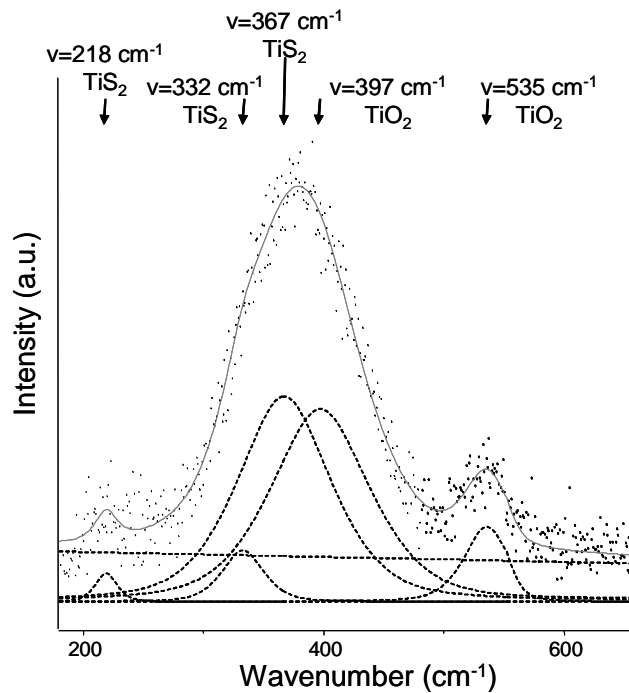 ν=367 cm⁻¹
TiS₂
ν=218 cm⁻¹
TiS₂
ν=332 cm⁻¹
TiS₂
ν=397 cm⁻¹
TiO₂
ν=535 cm⁻¹
TiO₂
Intensity (a.u.)
200 400 600
Wavenumber (cm⁻¹)